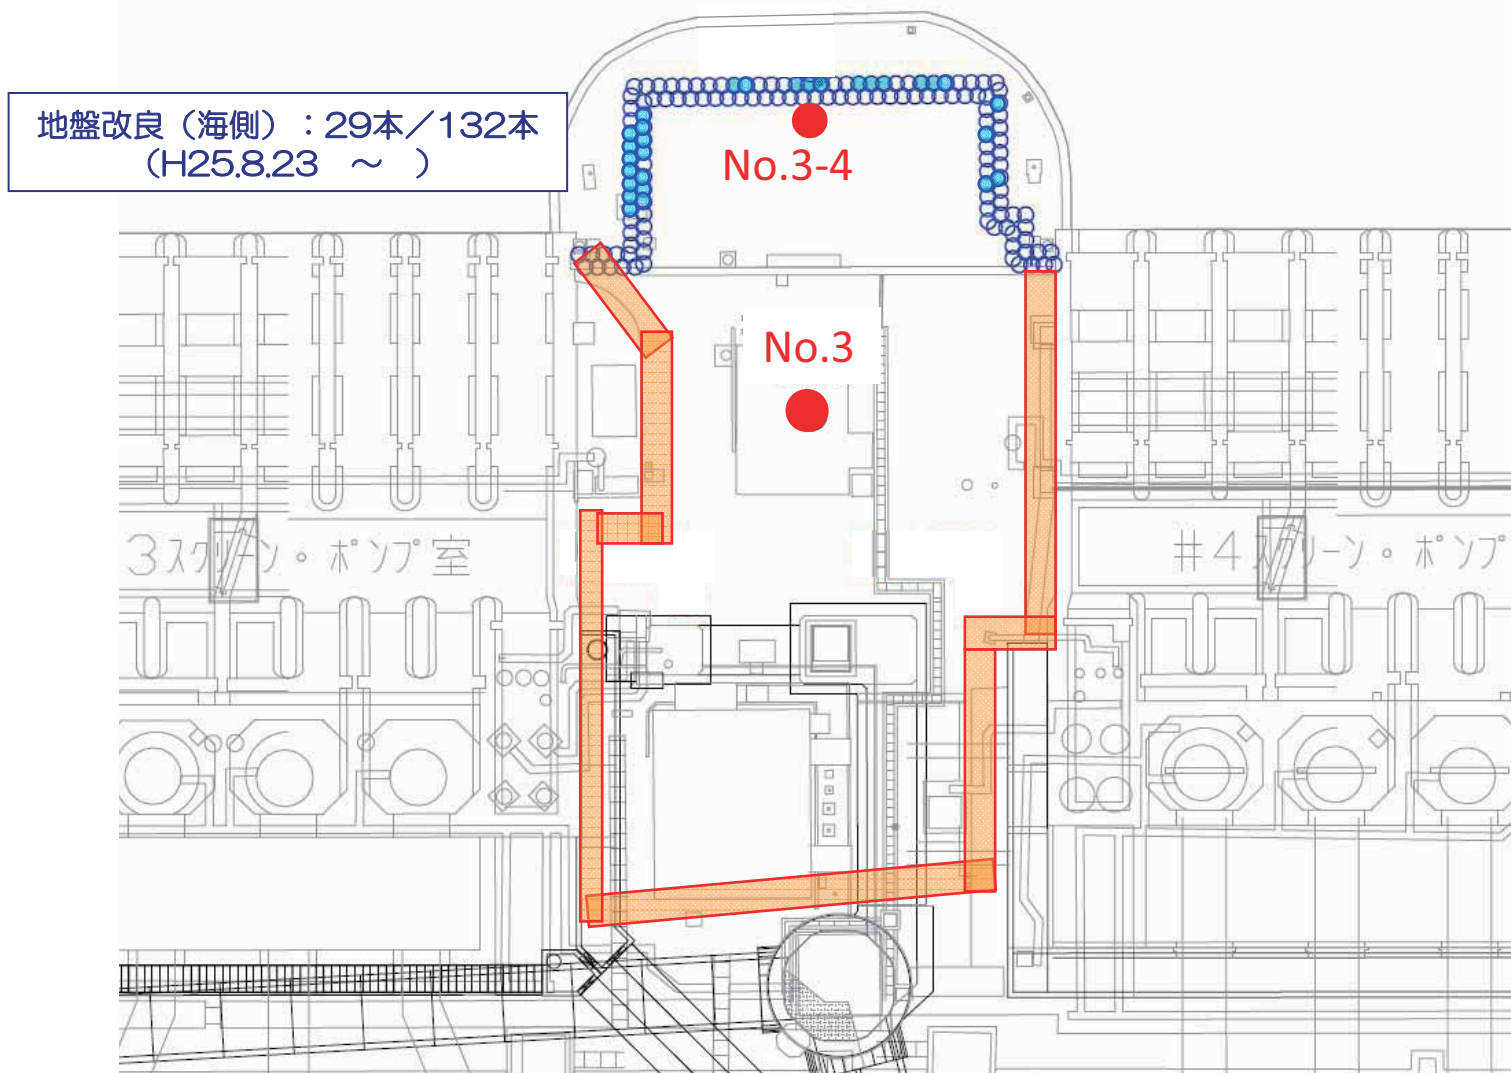 地盤改良（海側）：29本／132本
（H25.8.23　～　）
No.3-4
No.3
3スクリーン・ポンプ室
#4スクリーン・ポンプ